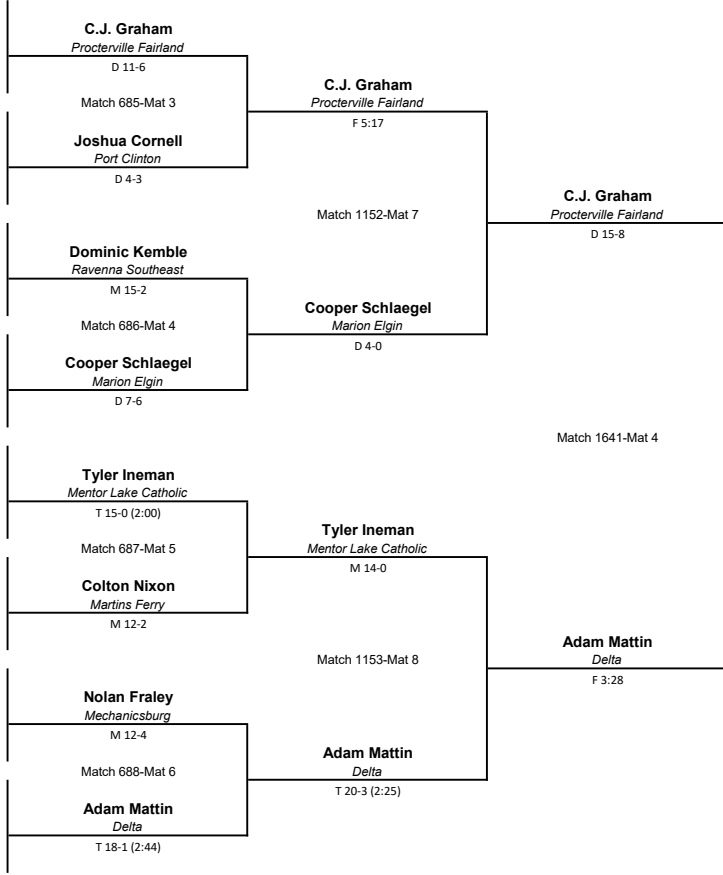 C.J. Graham
Procterville Fairland
D 11-6
Match 685-Mat 3
Joshua Cornell
Port Clinton
D 4-3
Dominic Kemble
Ravenna Southeast
M 15-2
Match 686-Mat 4
Cooper Schlaegel
Marion Elgin
D 7-6
Tyler Ineman
Mentor Lake Catholic
T 15-0 (2:00)
Match 687-Mat 5
Colton Nixon
Martins Ferry
M 12-2
Nolan Fraley
Mechanicsburg
M 12-4
Match 688-Mat 6
Adam Mattin
Delta
T 18-1 (2:44)
C.J. Graham
Procterville Fairland
F 5:17
Match 1152-Mat 7
Cooper Schlaegel
Marion Elgin
D 4-0
Tyler Ineman
Mentor Lake Catholic
M 14-0
Match 1153-Mat 8
Adam Mattin
Delta
T 20-3 (2:25)
C.J. Graham
Procterville Fairland
D 15-8
Match 1641-Mat 4
Adam Mattin
Delta
F 3:28